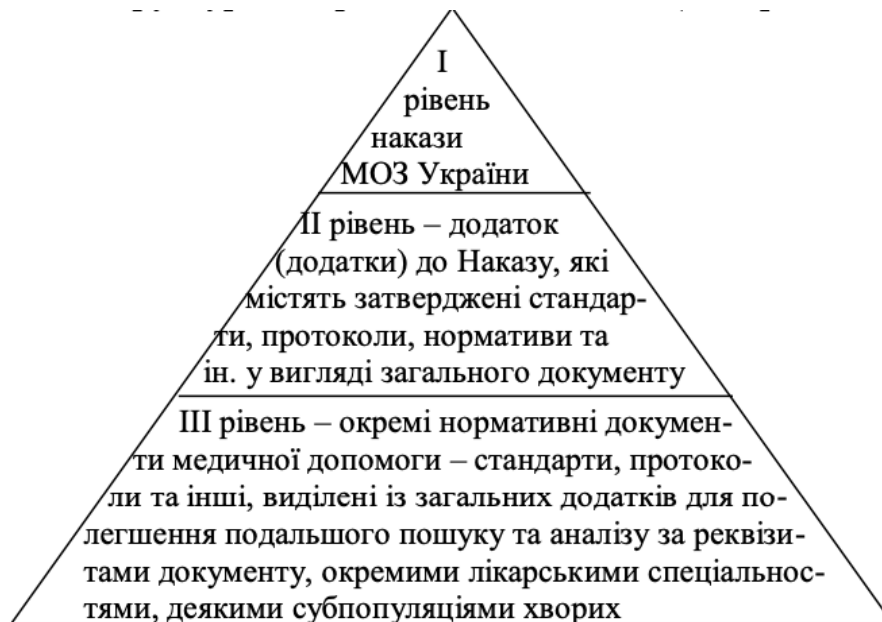 І
рівень
накази
МОЗ України
ІІ рівень – додаток
(додатки) до Наказу, які
містять затверджені стандар-
ти, протоколи, нормативи та
ін. у вигляді загального документу
ІІІ рівень – окремі нормативні докумен-
ти медичної допомоги – стандарти, протоко-
ли та інші, виділені із загальних додатків для по-
легшення подальшого пошуку та аналізу за реквізи-
тами документу, окремими лікарськими спеціальнос-
тями, деякими субпопуляціями хворих